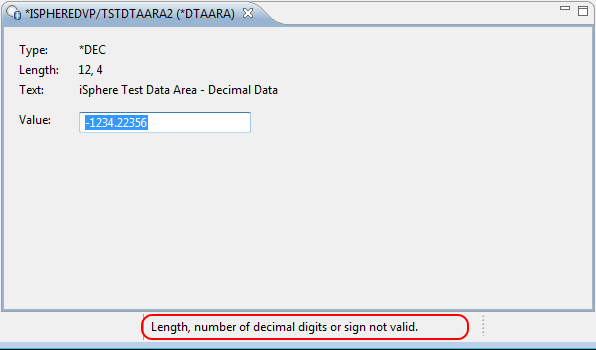 *ISPHEREDVP/TSTDTAARA2 (*DTAARA)
Type: *DEC
Length: 12, 4
Text: iSphere Test Data Area - Decimal Data
Value: -1234.22356
Length, number of decimal digits or sign not valid.